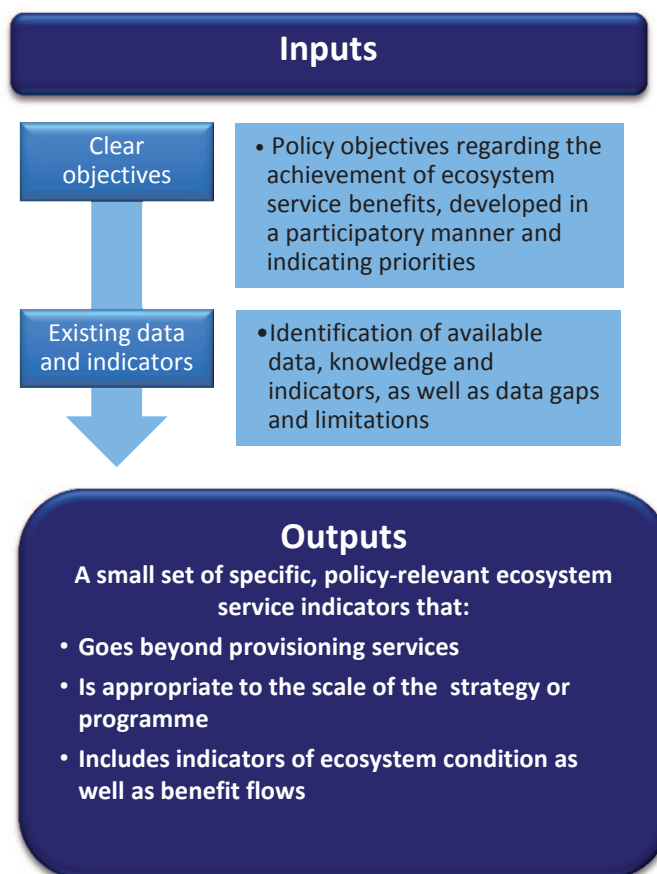 Inputs
Clear
objectives
• Policy objectives regarding the
achievement of ecosystem
service benefits, developed in
a participatory manner and
indicating priorities
Existing data
and indicators
•Identification of available
data, knowledge and
indicators, as well as data gaps
and limitations
Outputs
A small set of specific, policy-relevant ecosystem
service indicators that:
• Goes beyond provisioning services
• Is appropriate to the scale of the strategy or
programme
• Includes indicators of ecosystem condition as
well as benefit flows